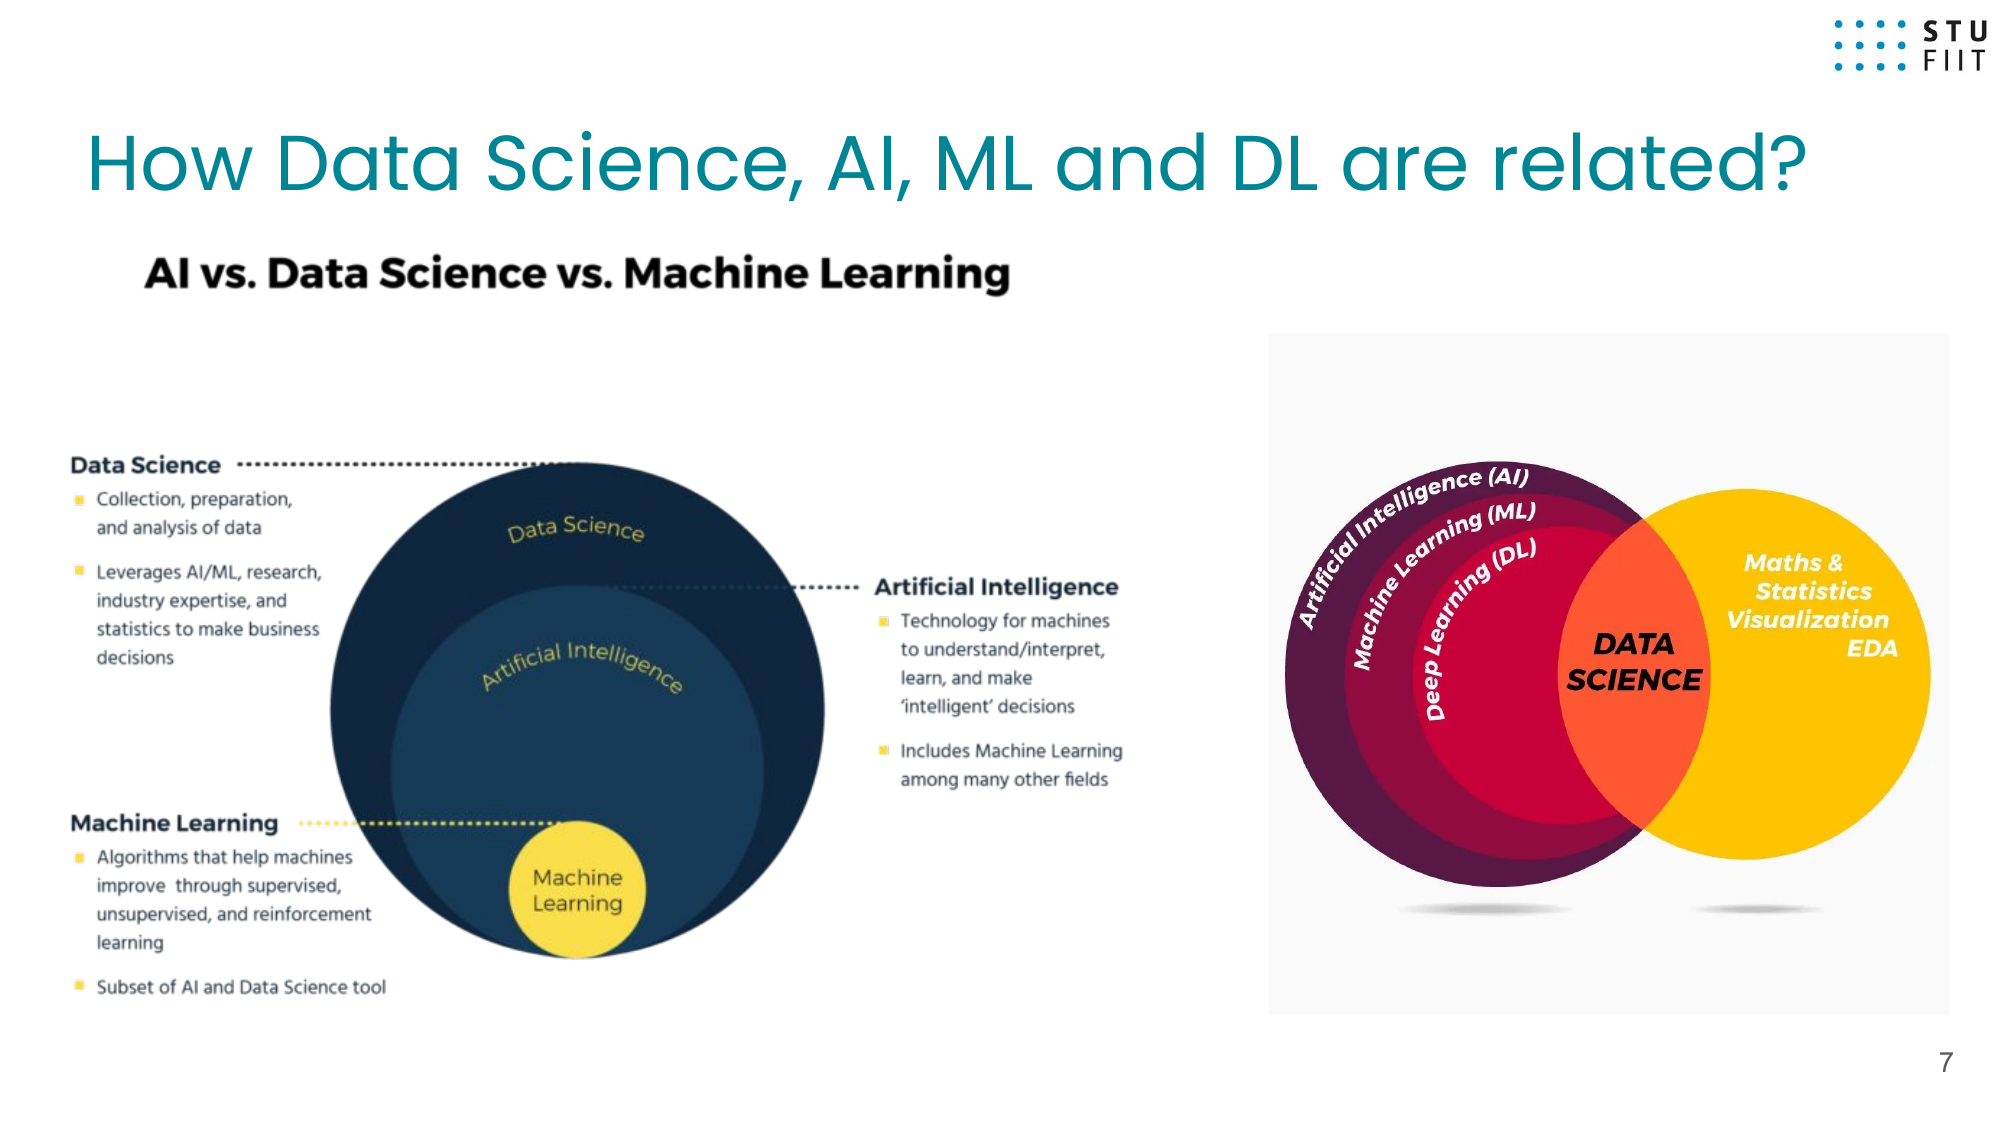 STU
FIIT
How Data Science, AI, ML and DL are related?
AI vs. Data Science vs. Machine Learning
Data Science
Collection, preparation,
and analysis of data
Leverages AI/ML, research,
industry expertise, and
statistics to make business
decisions
Machine Learning
Algorithms that help machines
improve through supervised,
unsupervised, and reinforcement
learning
Subset of AI and Data Science tool
Data Science
Artificial Intelligence
Machine
Learning
Artificial Intelligence
Technology for machines
to understand/interpret,
learn, and make
‘intelligent’ decisions
Includes Machine Learning
among many other fields
Artificial Intelligence (AI)
Machine Learning (ML)
Deep Learning (DL)
DATA
SCIENCE
Maths &
Statistics
Visualization
EDA
7